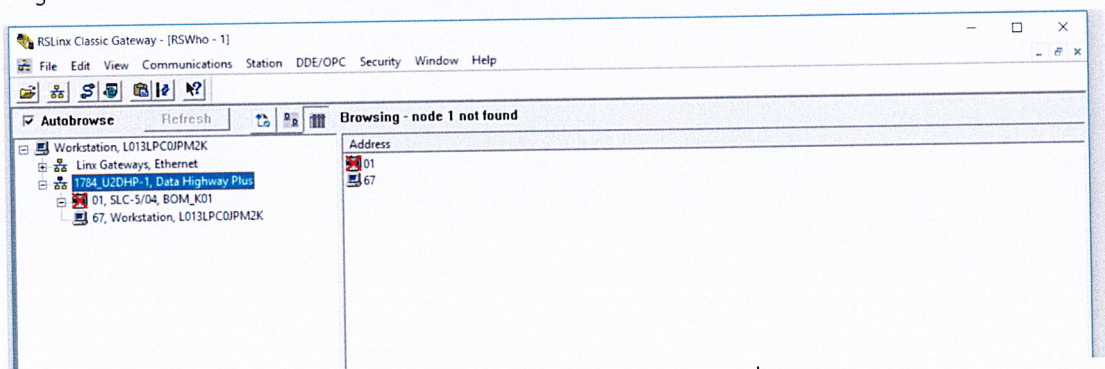 RSLinx Classic Gateway - [RSWho - 1]
File Edit View Communications Station DDE/OPC Security Window Help
Autobrowse Refresh Browsing - node 1 not found
Workstation, L013LPC0JPM2K
Linx Gateways, Ethernet
1784_U2DHP-1, Data Highway Plus
01, SLC-5/04, BOM_K01
67, Workstation, L013LPC0JPM2K
Address
01
67